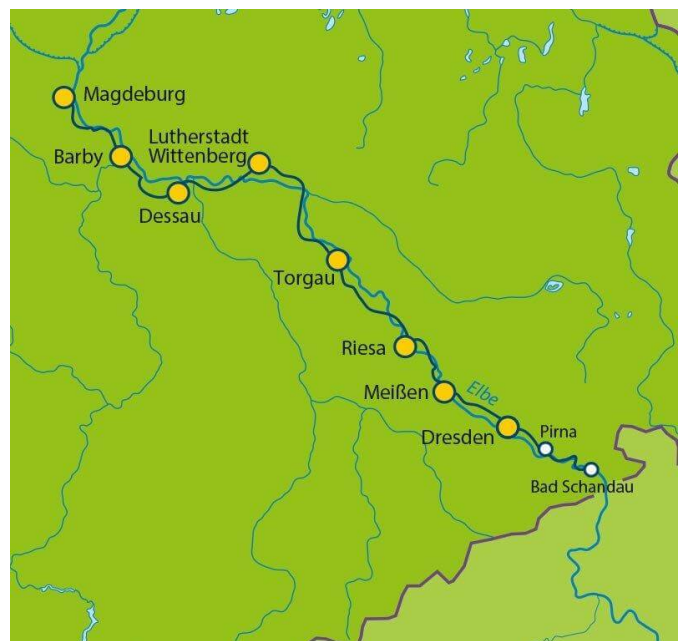 Magdeburg
Lutherstadt
Wittenberg
Barby
Dessau
Torgau
Riesa
Meißen
Elbe
Dresden
Pirna
Bad Schandau